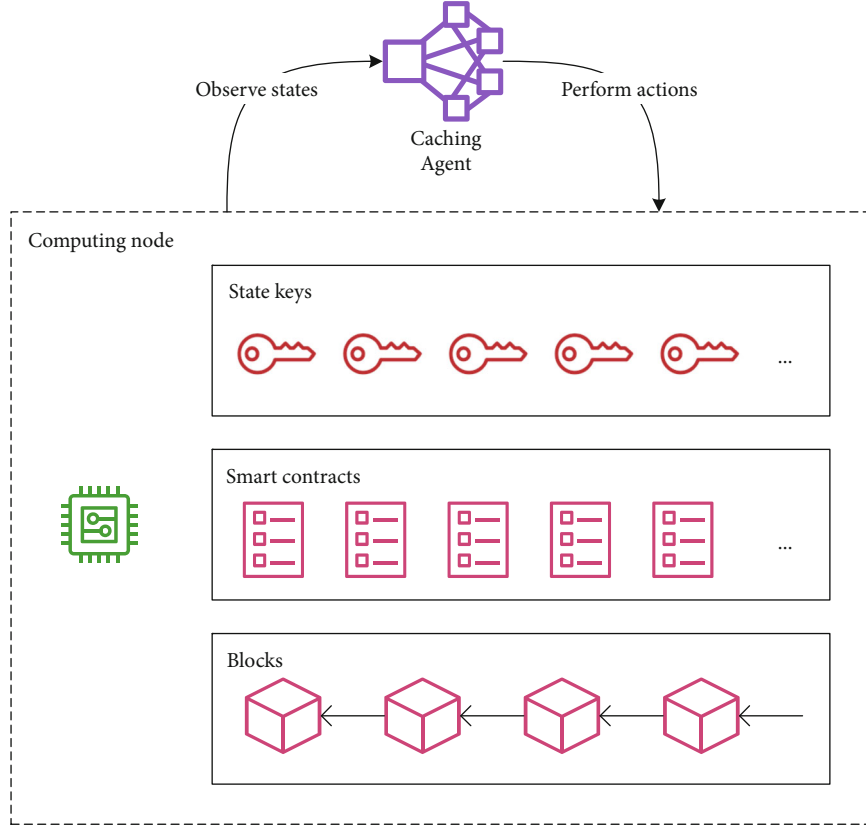 Observe states
Perform actions
Caching
Agent
Computing node
State keys
...
Smart contracts
...
Blocks